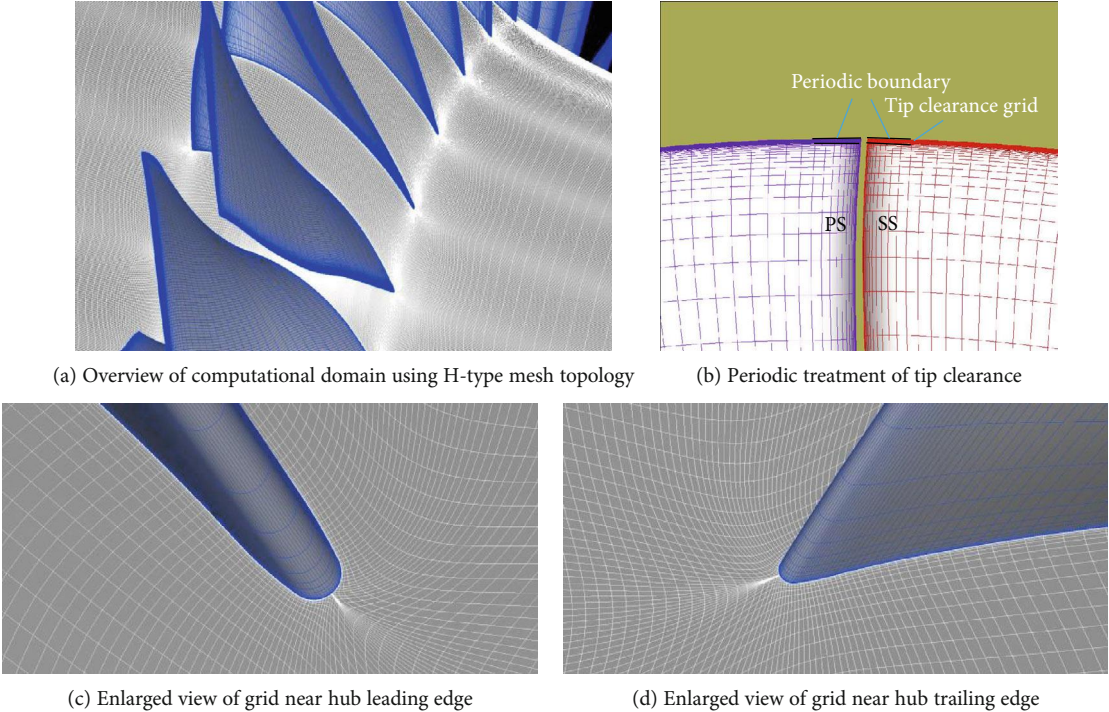 Periodic boundary
Tip clearance grid
PS
SS
(a) Overview of computational domain using H-type mesh topology
(b) Periodic treatment of tip clearance
(c) Enlarged view of grid near hub leading edge
(d) Enlarged view of grid near hub trailing edge